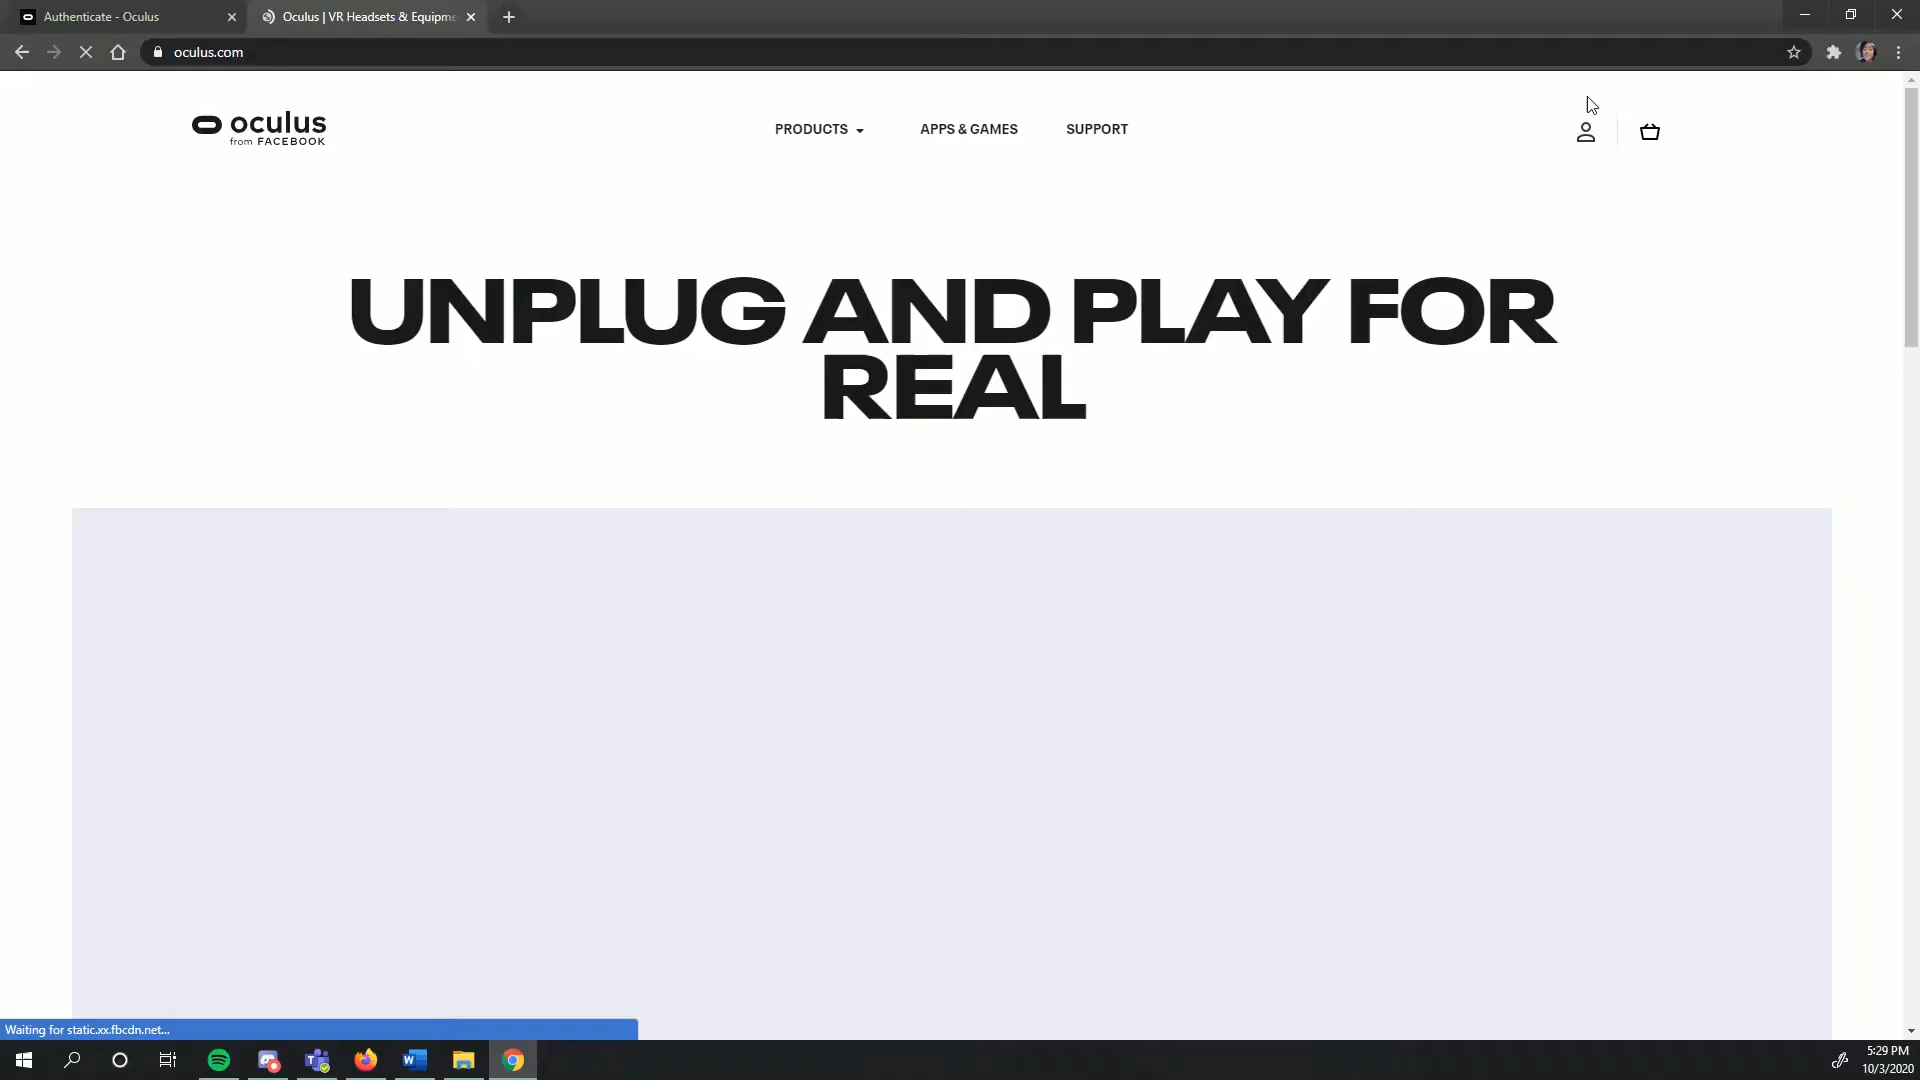 Authenticate - Oculus
Oculus | VR Headsets & Equipme
oculus.com
oculus
from FACEBOOK
PRODUCTS
APPS & GAMES
SUPPORT
UNPLUG AND PLAY FOR
REAL
Waiting for static.xx.fbcdn.net...
5:29 PM
10/3/2020